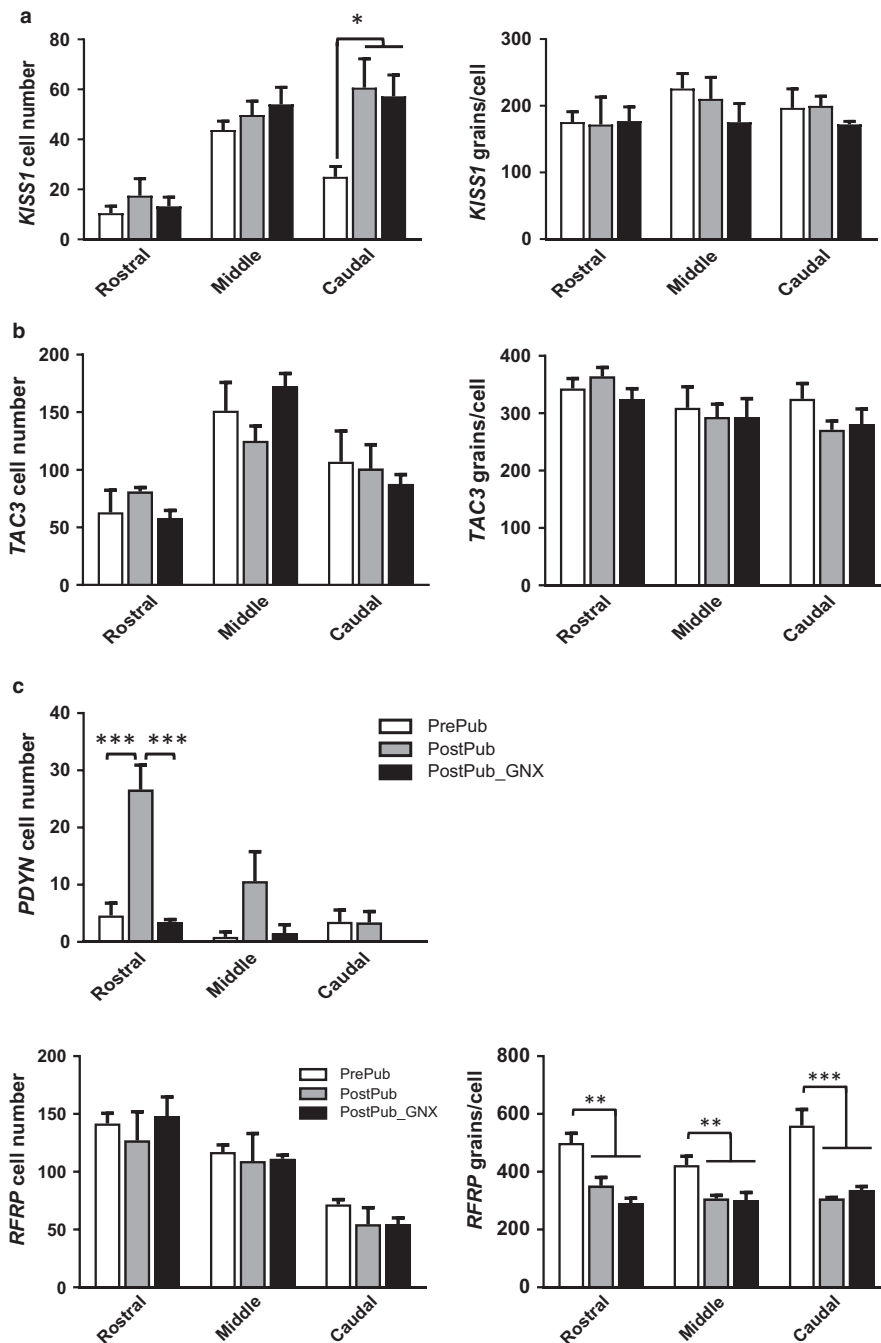 a
*
KISS1 cell number
80
60
40
20
0
Rostral
Middle
Caudal
KISS1 grains/cell
300
200
100
0
Rostral
Middle
Caudal
b
TAC3 cell number
200
150
100
50
0
Rostral
Middle
Caudal
TAC3 grains/cell
400
300
200
100
0
Rostral
Middle
Caudal
c
PDYN cell number
40
30
20
10
0
*** ***
Rostral
Middle
Caudal
PrePub
PostPub
PostPub_GNX
RFRP cell number
200
150
100
50
0
Rostral
Middle
Caudal
PrePub
PostPub
PostPub_GNX
RFRP grains/cell
800
600
400
200
0
**
**
***
Rostral
Middle
Caudal